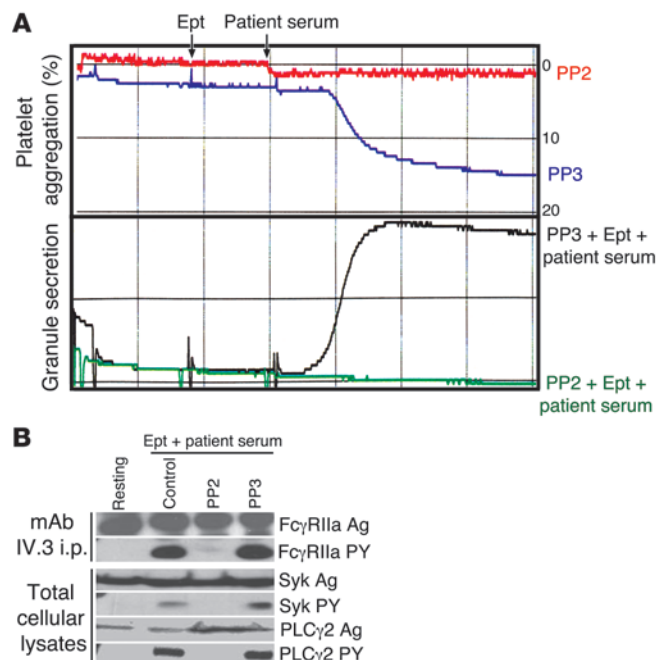 A
Ept
Patient serum
Platelet
aggregation (%)
0
10
20
PP2
PP3
Granule secretion
PP3 + Ept +
patient serum
PP2 + Ept +
patient serum
B
Ept + patient serum
Resting
Control
PP2
PP3
mAb
IV.3 i.p.
FcγRIIa Ag
FcγRIIa PY
Total
cellular
lysates
Syk Ag
Syk PY
PLCγ2 Ag
PLCγ2 PY